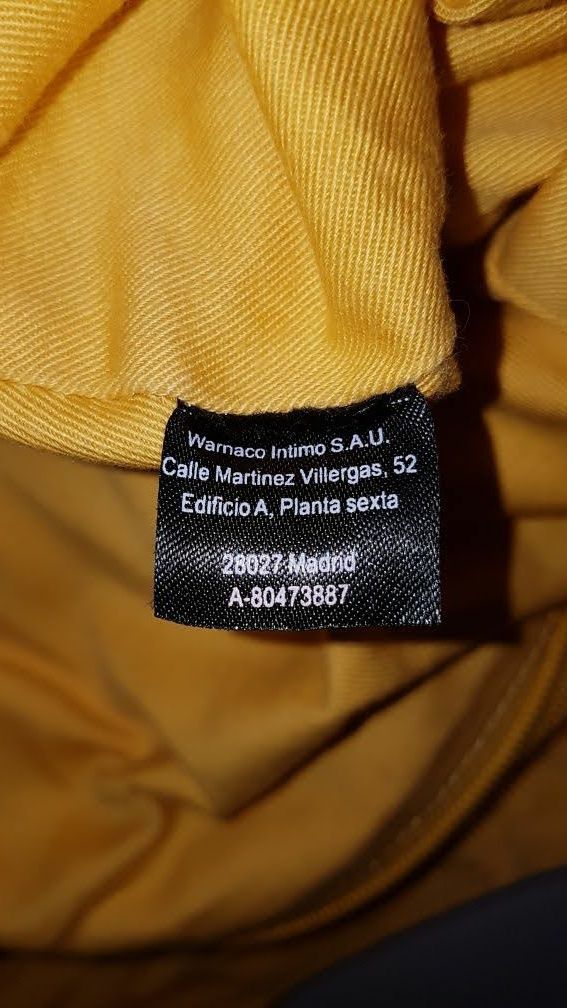 Warnaco Intimo S.A.U.
Calle Martinez Villergas, 52
Edificio A, Planta sexta
28027 Madrid
A-80473887